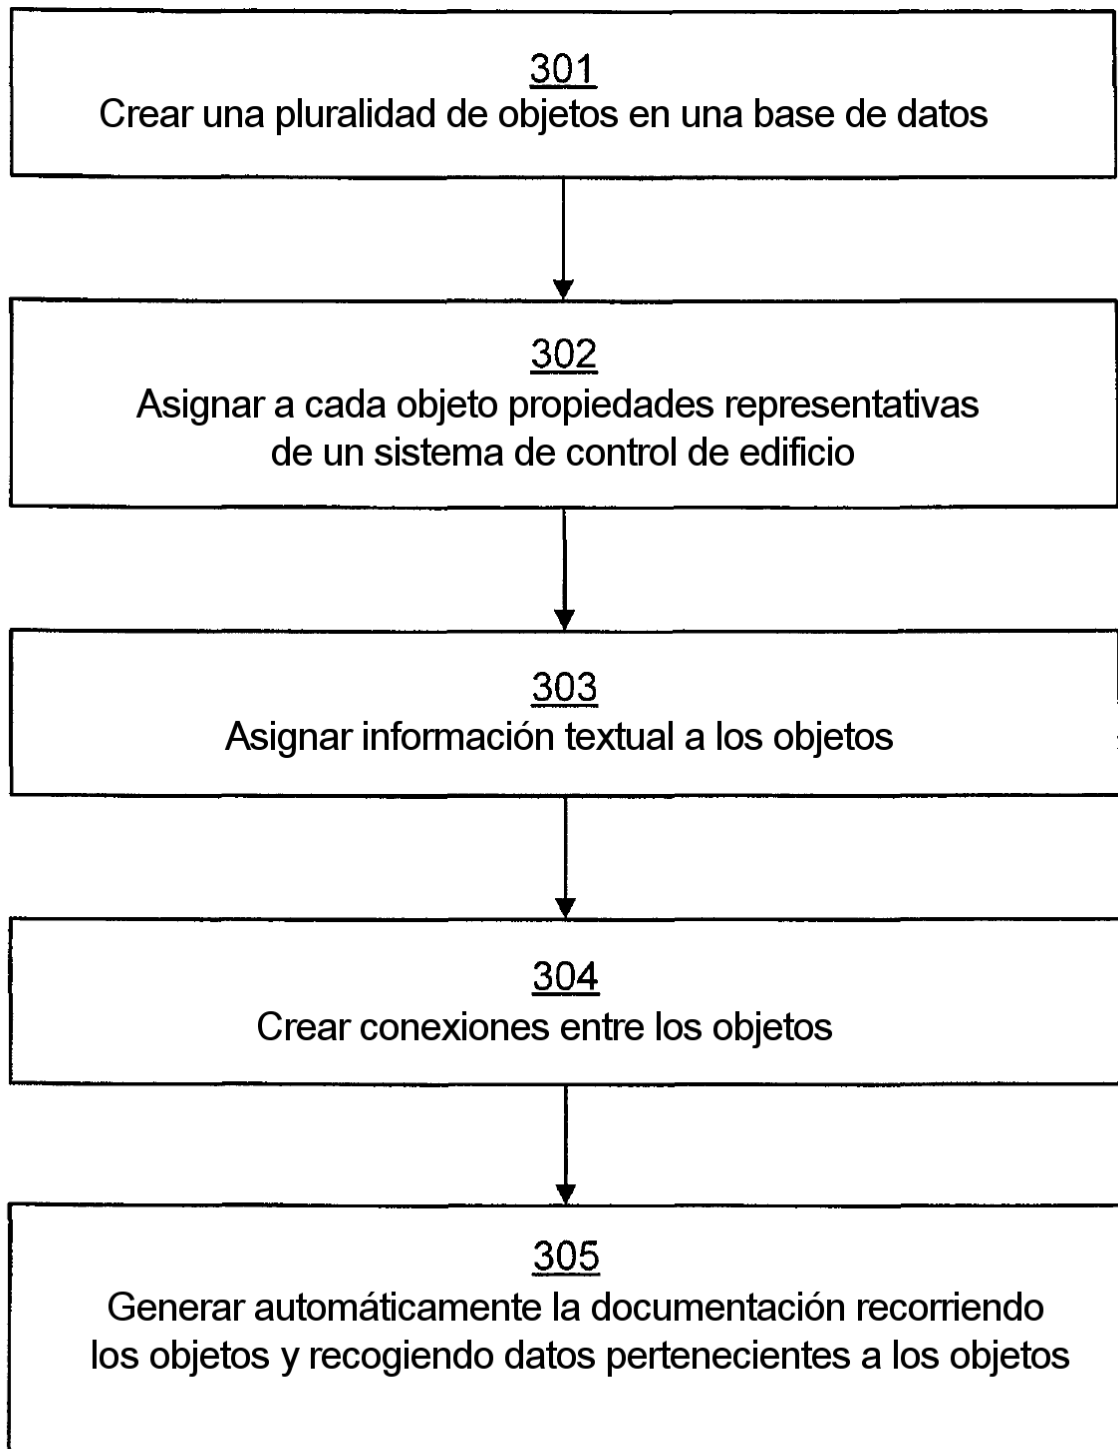 301
Crear una pluralidad de objetos en una base de datos
302
Asignar a cada objeto propiedades representativas
de un sistema de control de edificio
303
Asignar información textual a los objetos
304
Crear conexiones entre los objetos
305
Generar automáticamente la documentación recorriendo
los objetos y recogiendo datos pertenecientes a los objetos